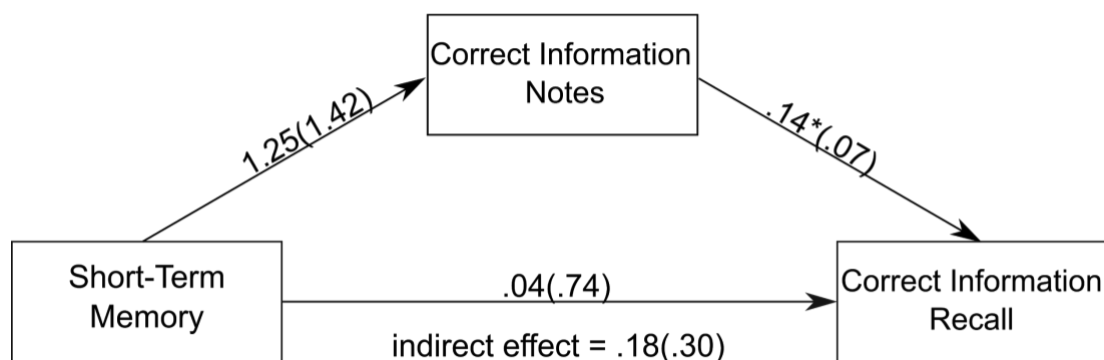 Correct Information
Notes
1.25(1.42)
.14*(.07)
Short-Term
Memory
.04(.74)
Correct Information
Recall
indirect effect = .18(.30)